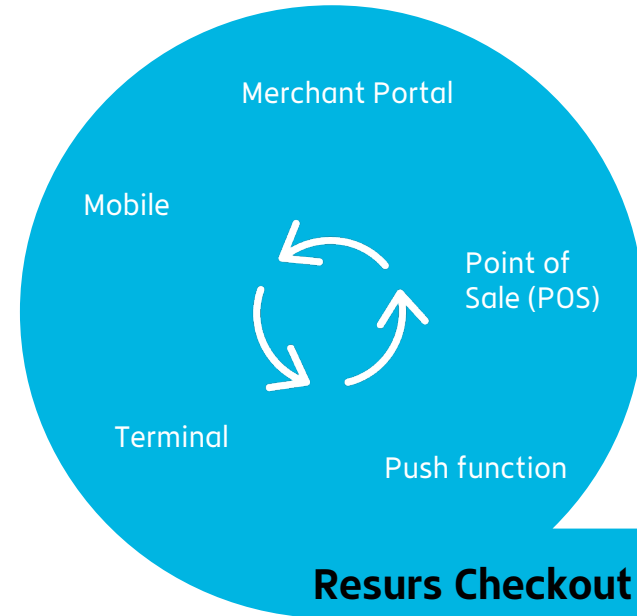 Merchant Portal
Mobile
Point of
Sale (POS)
Terminal
Push function
Resurs Checkout